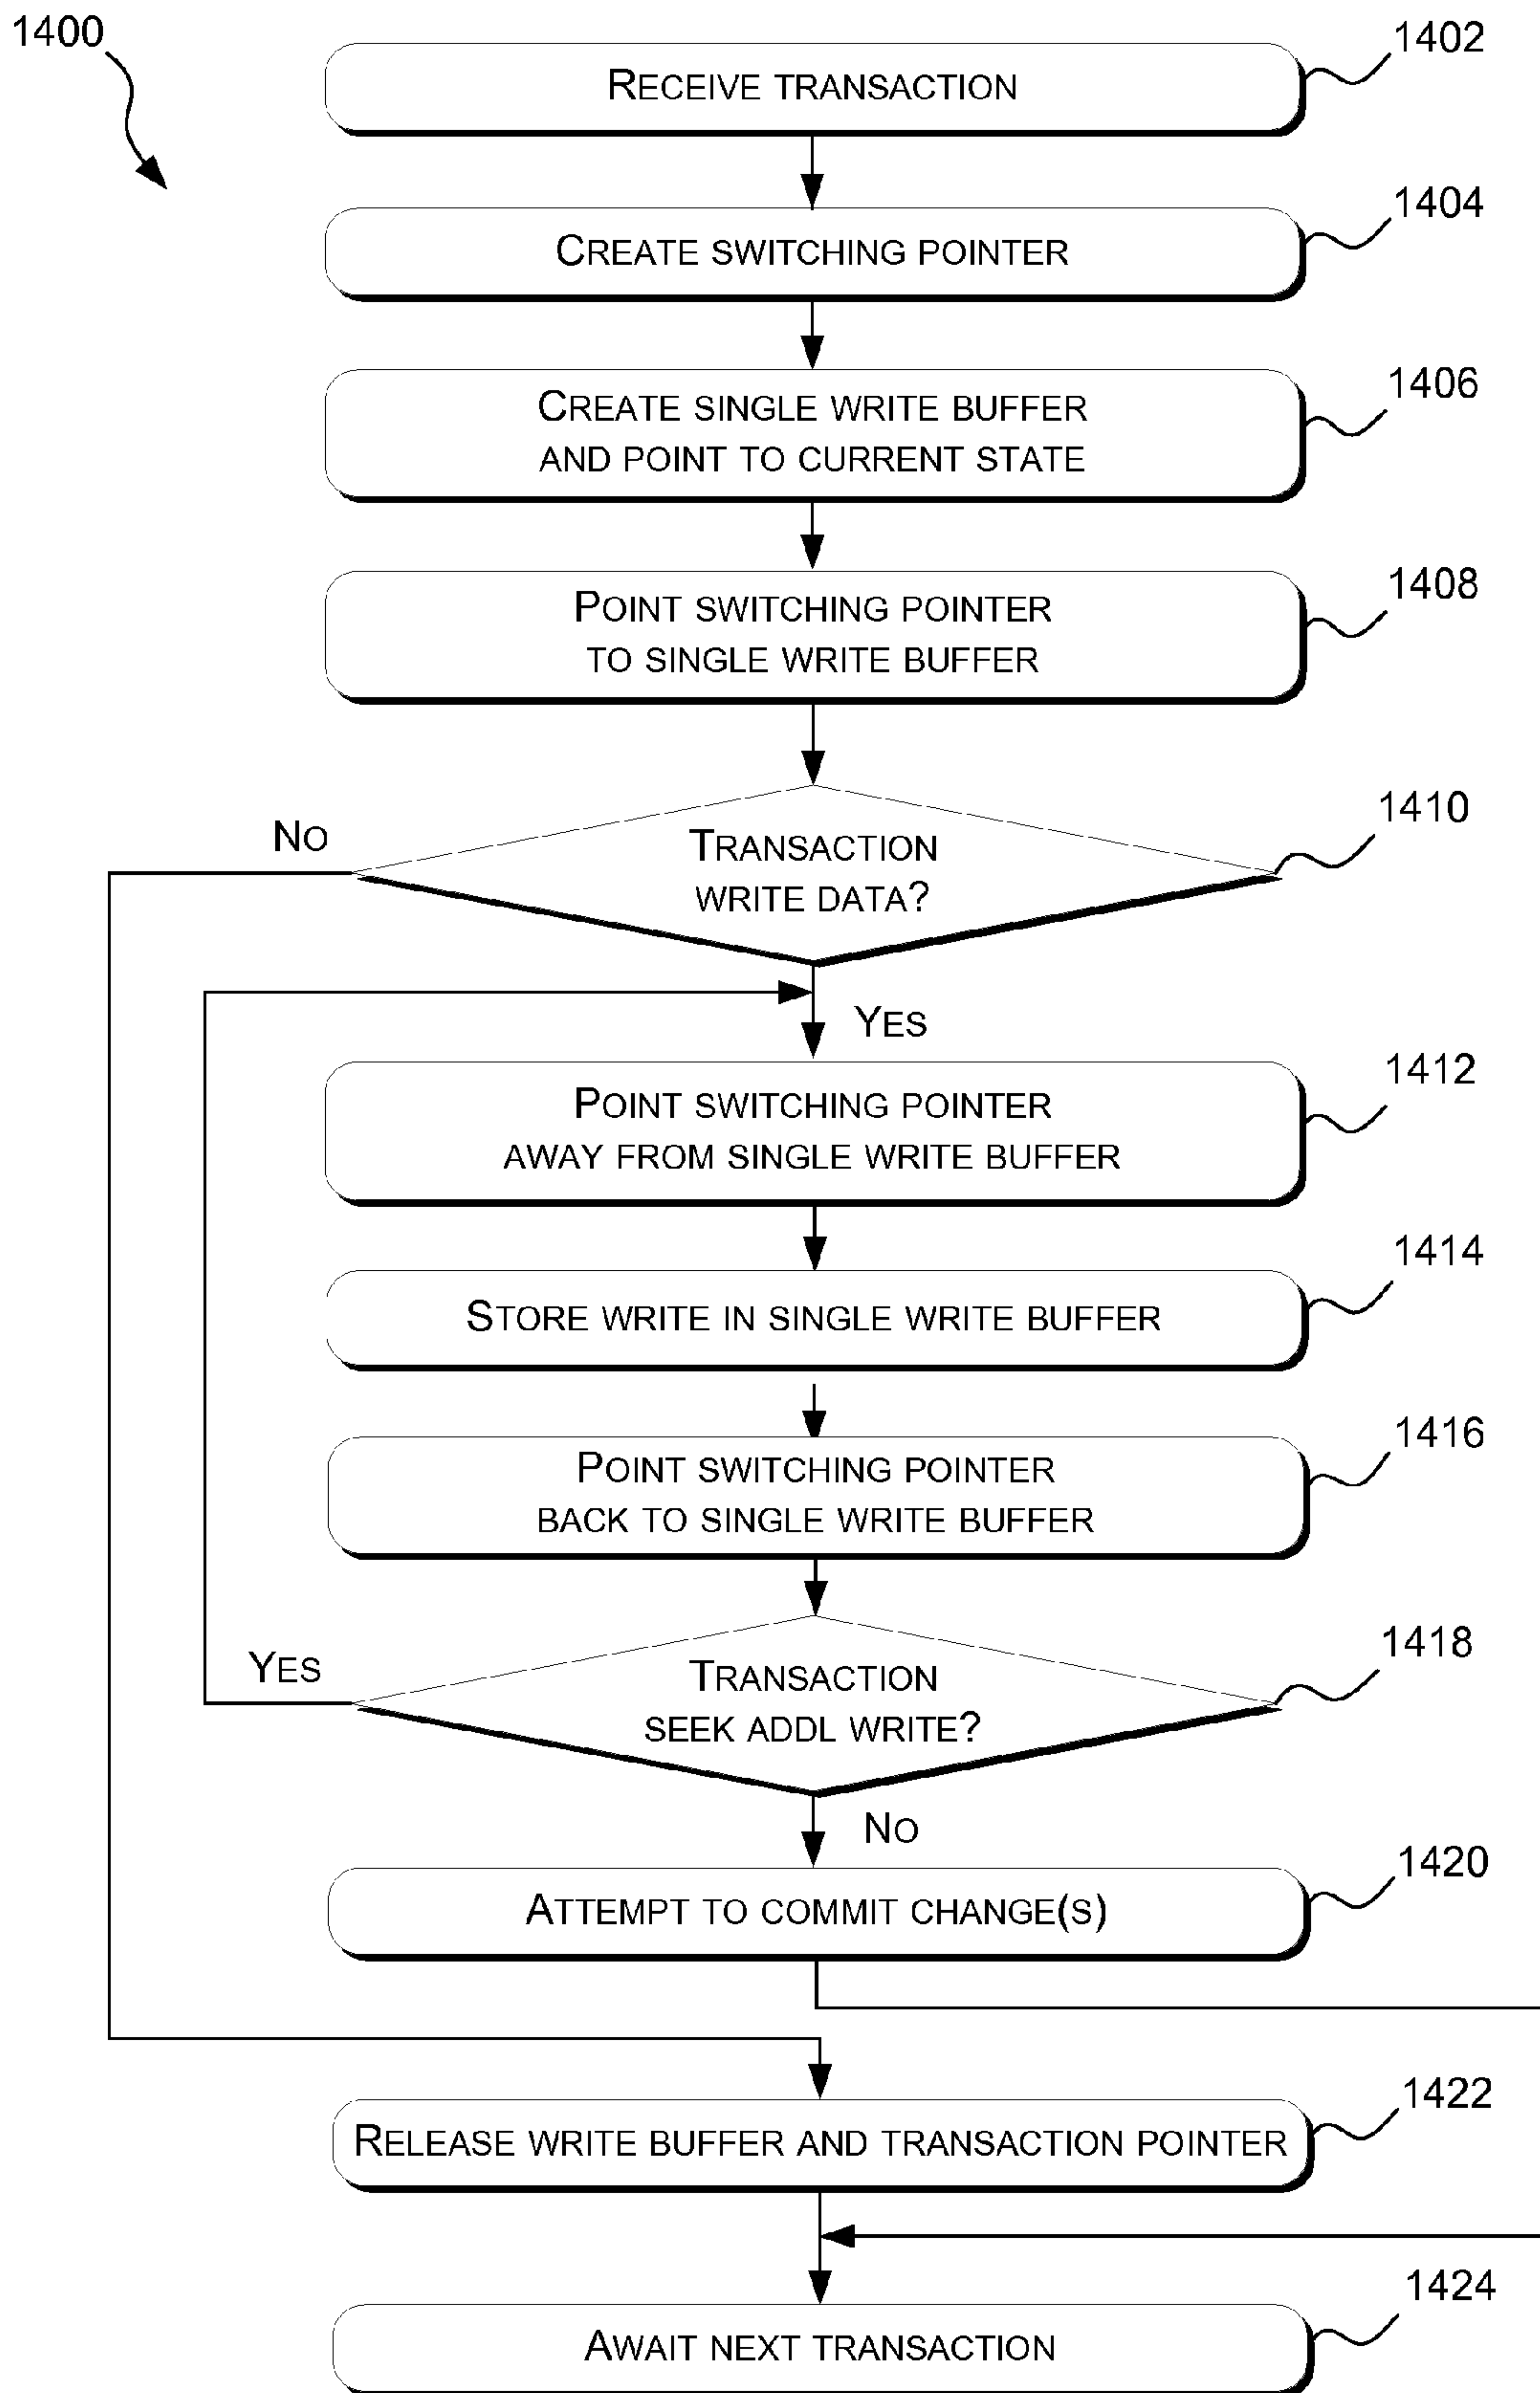 1400
1402
RECEIVE TRANSACTION
1404
CREATE SWITCHING POINTER
1406
CREATE SINGLE WRITE BUFFER
AND POINT TO CURRENT STATE
1408
POINT SWITCHING POINTER
TO SINGLE WRITE BUFFER
1410
NO
TRANSACTION
WRITE DATA?
YES
1412
POINT SWITCHING POINTER
AWAY FROM SINGLE WRITE BUFFER
1414
STORE WRITE IN SINGLE WRITE BUFFER
1416
POINT SWITCHING POINTER
BACK TO SINGLE WRITE BUFFER
1418
YES
TRANSACTION
SEEK ADDL WRITE?
NO
1420
ATTEMPT TO COMMIT CHANGE(S)
1422
RELEASE WRITE BUFFER AND TRANSACTION POINTER
1424
AWAIT NEXT TRANSACTION